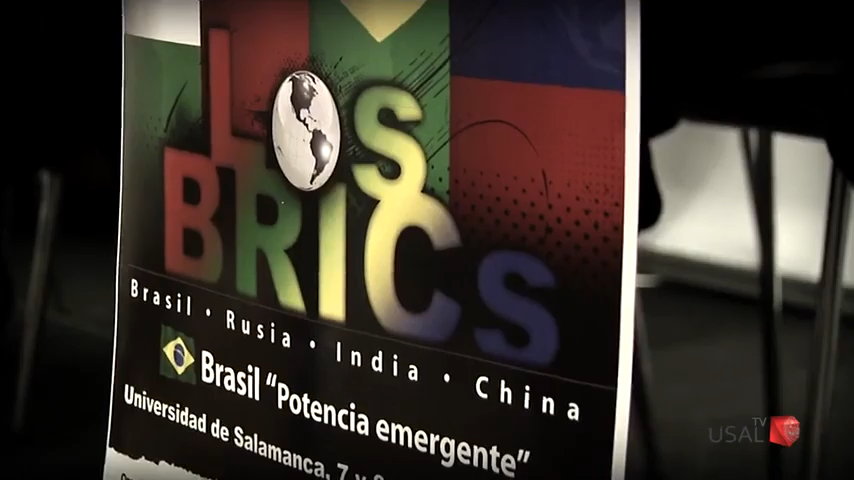 LOS
BRICS
Brasil · Rusia · India · China
Brasil “Potencia emergente”
Universidad de Salamanca, 7 y
USAL TV